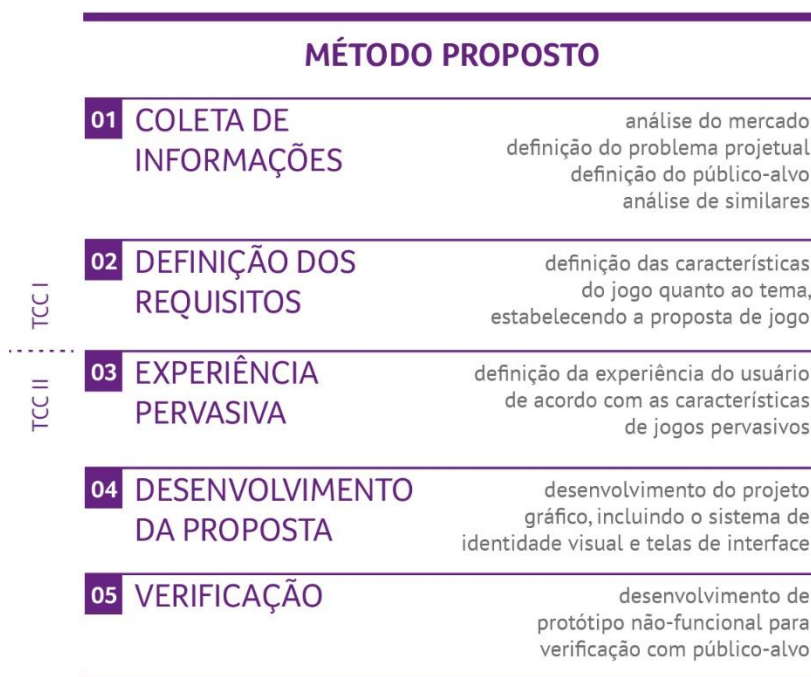 MÉTODO PROPOSTO
01 COLETA DE
INFORMAÇÕES
análise do mercado
definição do problema projetual
definição do público-alvo
análise de similares
TCC I
02 DEFINIÇÃO DOS
REQUISITOS
definição das características
do jogo quanto ao tema,
estabelecendo a proposta de jogo
TCC II
03 EXPERIÊNCIA
PERVASIVA
definição da experiência do usuário
de acordo com as características
de jogos pervasivos
04 DESENVOLVIMENTO
DA PROPOSTA
desenvolvimento do projeto
gráfico, incluindo o sistema de
identidade visual e telas de interface
05 VERIFICAÇÃO
desenvolvimento de
protótipo não-funcional para
verificação com público-alvo